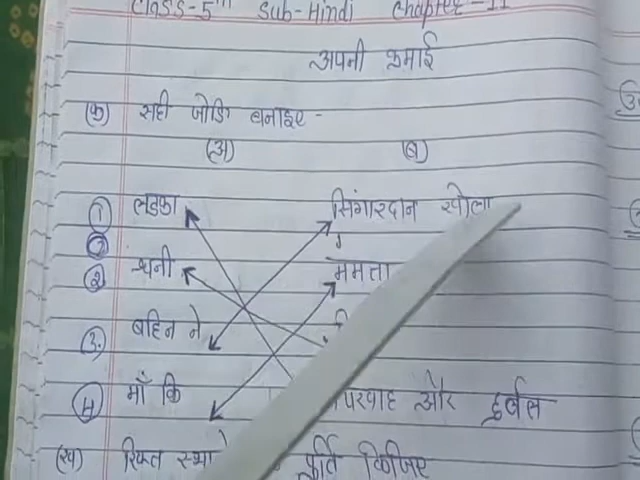 Class-5th Sub-Hindi Chapter-11
अपनी कमाई
(क) सही जोडि बनाइए -
(अ) (ब)
① लडका सिंगारदान खोला
② धनी ममता
③ बहिन ने
④ माँ कि परवाह और दुर्बल
(ख) रिक्त पूर्ति किजिए